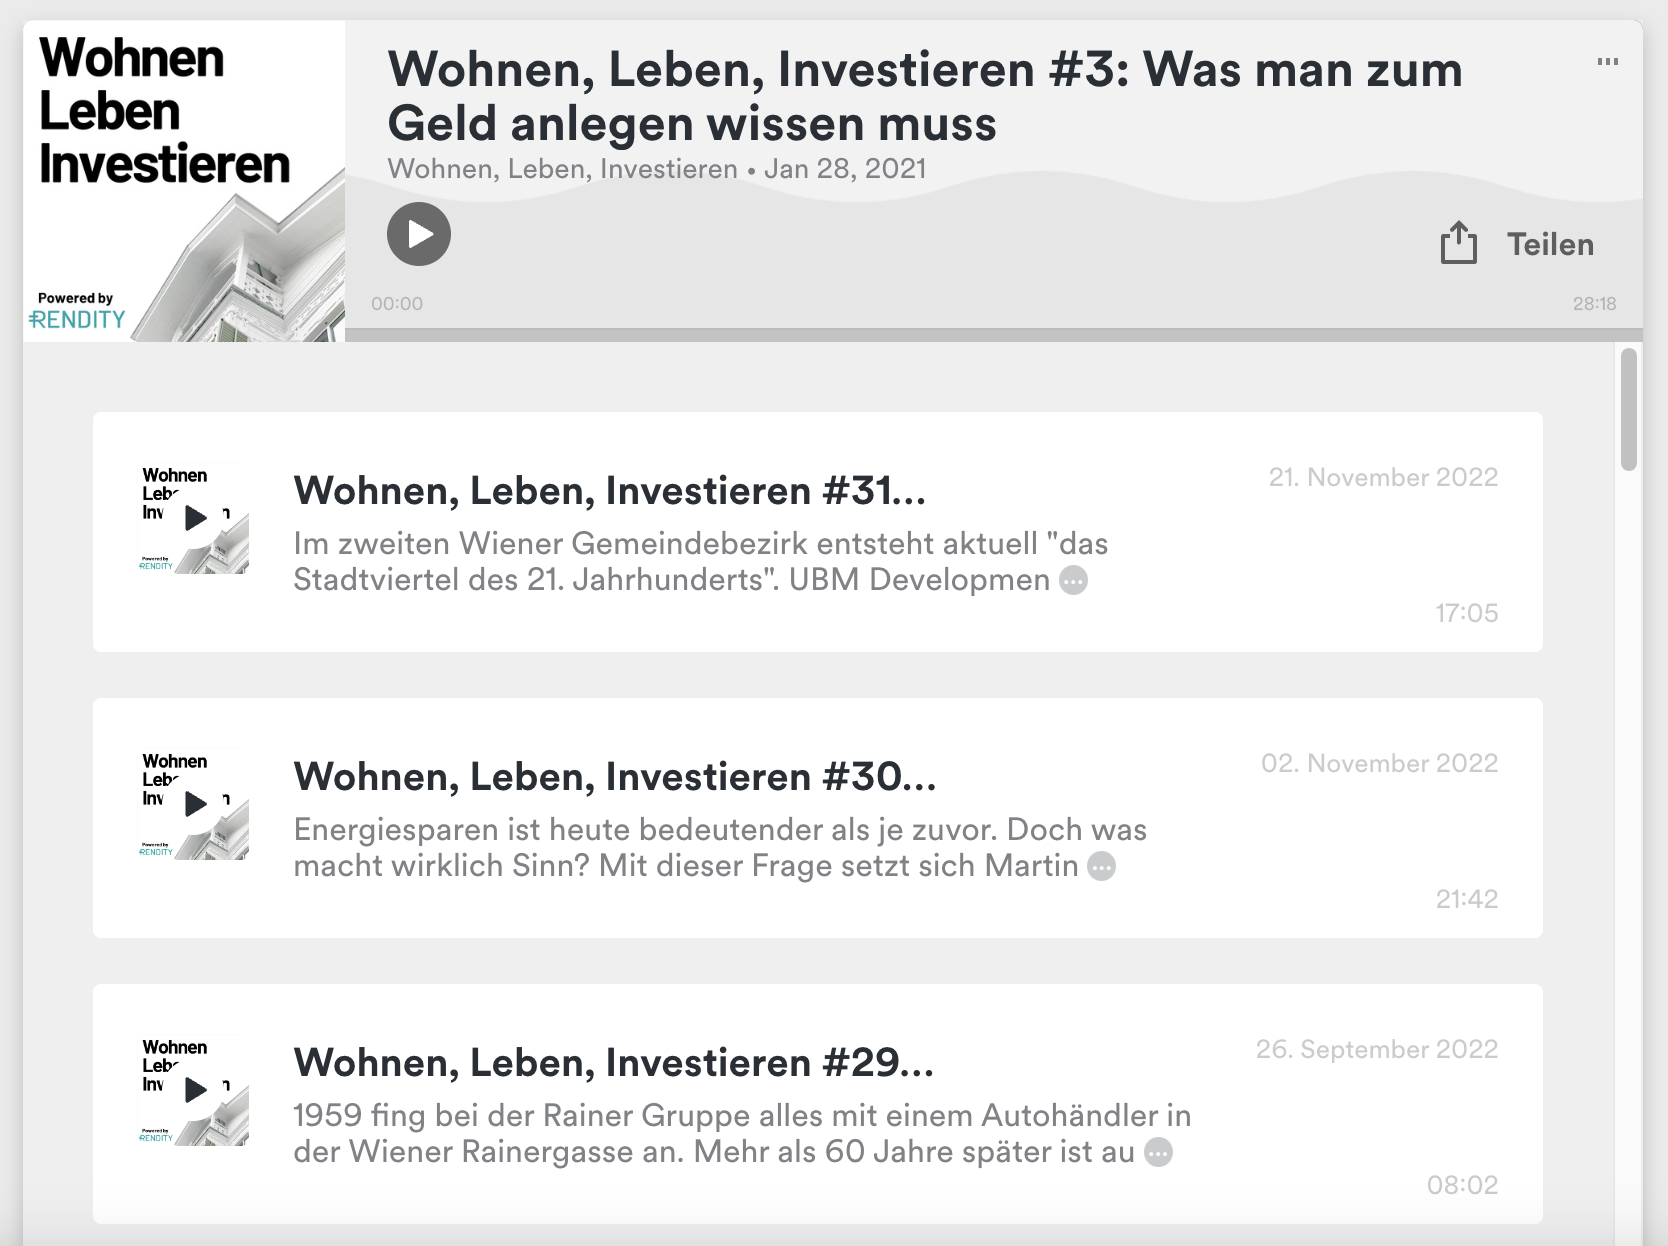 Wohnen
Leben
Investieren
Powered by
RENDITY
Wohnen, Leben, Investieren #3: Was man zum
Geld anlegen wissen muss
Wohnen, Leben, Investieren • Jan 28, 2021
Teilen
00:00
28:18
Wohnen
Leb
Inv
n
Powered by
RENDITY
Wohnen, Leben, Investieren #31...
21. November 2022
Im zweiten Wiener Gemeindebezirk entsteht aktuell "das
Stadtviertel des 21. Jahrhunderts". UBM Developmen ...
17:05
Wohnen
Leb
Inv
n
Powered by
RENDITY
Wohnen, Leben, Investieren #30...
02. November 2022
Energiesparen ist heute bedeutender als je zuvor. Doch was
macht wirklich Sinn? Mit dieser Frage setzt sich Martin ...
21:42
Wohnen
Leb
Inv
n
Powered by
RENDITY
Wohnen, Leben, Investieren #29...
26. September 2022
1959 fing bei der Rainer Gruppe alles mit einem Autohändler in
der Wiener Rainergasse an. Mehr als 60 Jahre später ist au ...
08:02